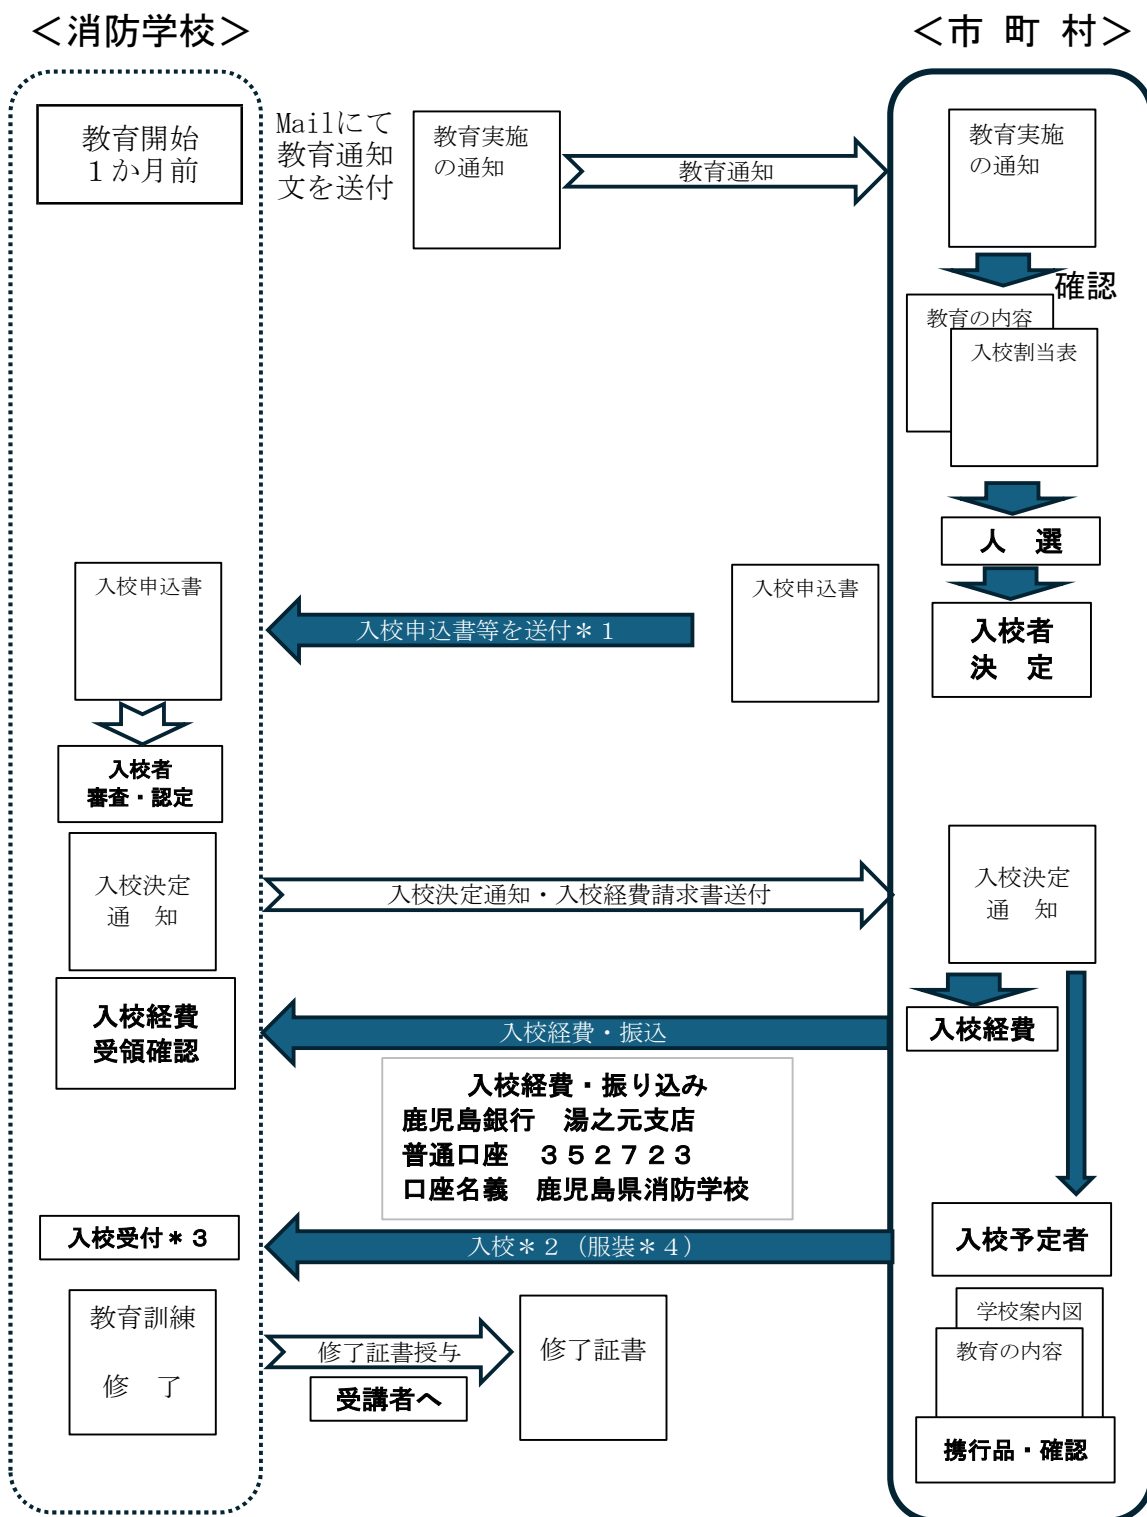 ＜消防学校＞
＜市 町 村＞
教育開始
１か月前
Mailにて
教育通知
文を送付
教育実施
の通知
教育通知
教育実施
の通知
確認
教育の内容
入校割当表
人　選
入校申込書
入校申込書等を送付＊１
入校申込書
入校者
決　定
入校者
審査・認定
入校決定
通　知
入校決定通知・入校経費請求書送付
入校決定
通　知
入校経費
受領確認
入校経費・振込
入校経費
入校経費・振り込み
鹿児島銀行　湯之元支店
普通口座　３５２７２３
口座名義　鹿児島県消防学校
入校受付＊３
入校＊２（服装＊４）
入校予定者
教育訓練
修　了
修了証書授与
受講者へ
修了証書
学校案内図
教育の内容
携行品・確認